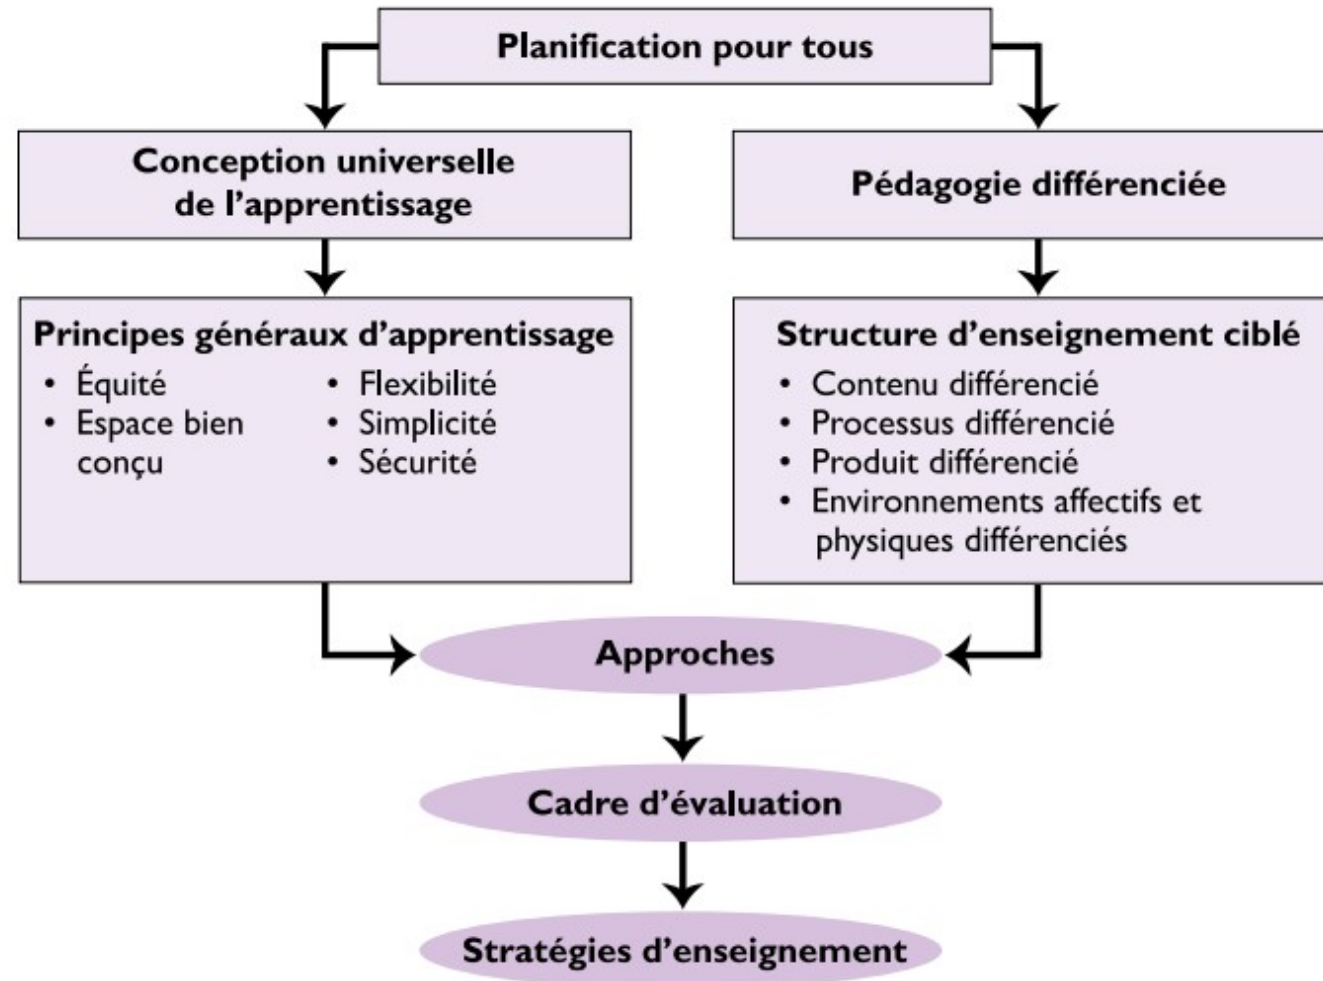 Planification pour tous
Conception universelle
de l'apprentissage
Pédagogie différenciée
Principes généraux d'apprentissage
• Équité
• Espace bien
conçu
• Flexibilité
• Simplicité
• Sécurité
Structure d'enseignement ciblé
• Contenu différencié
• Processus différencié
• Produit différencié
• Environnements affectifs et
physiques différenciés
Approches
Cadre d'évaluation
Stratégies d'enseignement